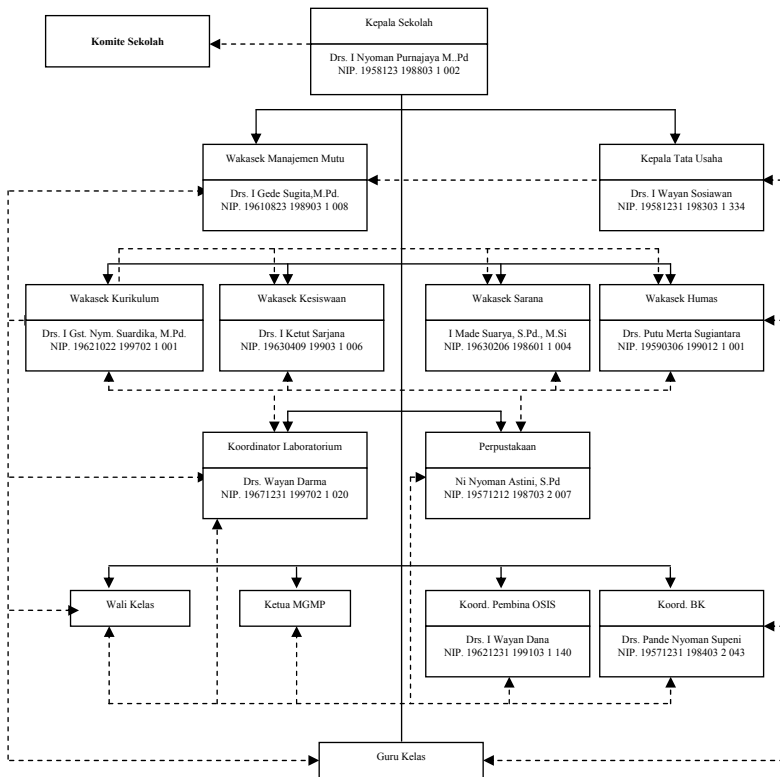 Komite Sekolah
Kepala Sekolah
Drs. I Nyoman Purnajaya M..Pd
NIP. 1958123 198803 1 002
Wakasek Manajemen Mutu
Drs. I Gede Sugita,M.Pd.
NIP. 19610823 198903 1 008
Kepala Tata Usaha
Drs. I Wayan Sosiawan
NIP. 19581231 198303 1 334
Wakasek Kurikulum
Drs. I Gst. Nym. Suardika, M.Pd.
NIP. 19621022 199702 1 001
Wakasek Kesiswaan
Drs. I Ketut Sarjana
NIP. 19630409 19903 1 006
Wakasek Sarana
I Made Suarya, S.Pd., M.Si
NIP. 19630206 198601 1 004
Wakasek Humas
Drs. Putu Merta Sugiantara
NIP. 19590306 199012 1 001
Koordinator Laboratorium
Drs. Wayan Darma
NIP. 19671231 199702 1 020
Perpustakaan
Ni Nyoman Astini, S.Pd
NIP. 19571212 198703 2 007
Wali Kelas
Ketua MGMP
Koord. Pembina OSIS
Drs. I Wayan Dana
NIP. 19621231 199103 1 140
Koord. BK
Drs. Pande Nyoman Supeni
NIP. 19571231 198403 2 043
Guru Kelas